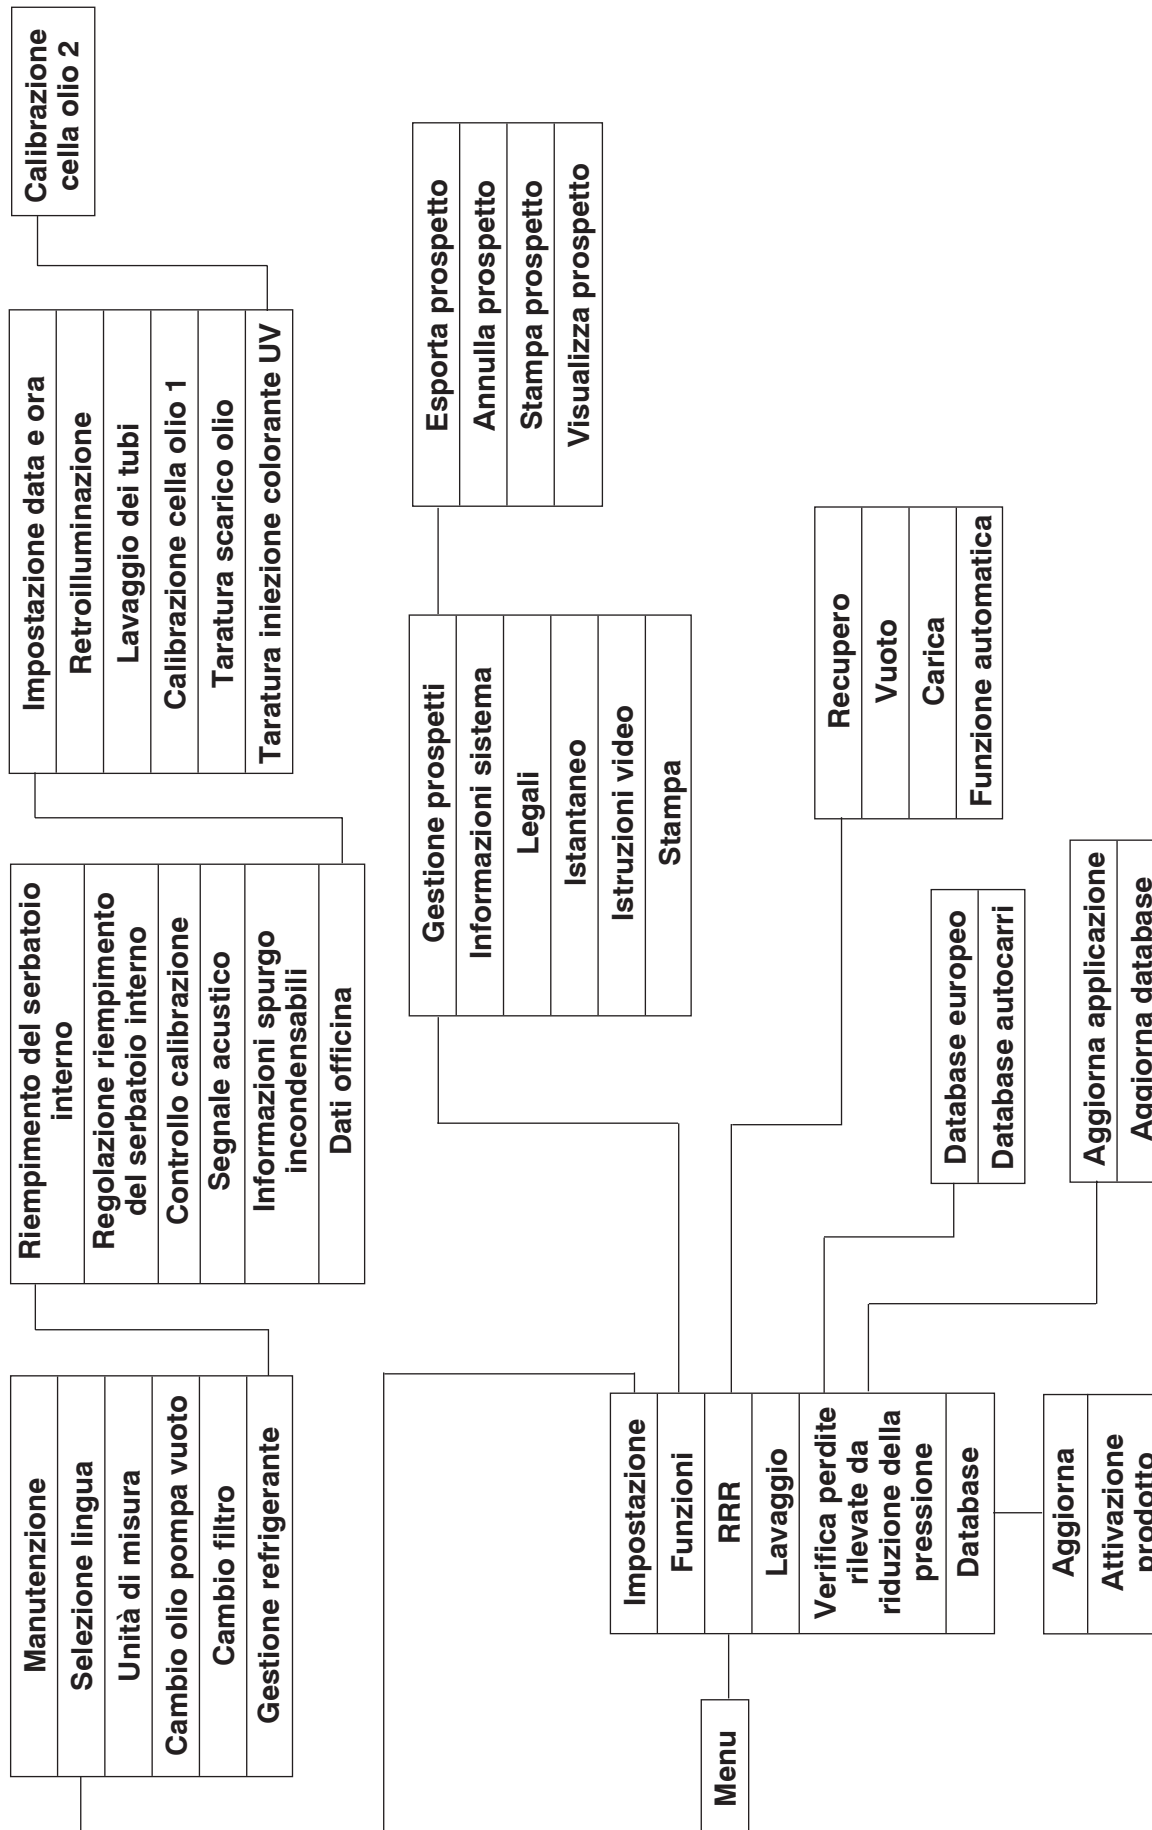 Manutenzione
Selezione lingua
Unità di misura
Cambio olio pompa vuoto
Cambio filtro
Gestione refrigerante
Riempimento del serbatoio
interno
Regolazione riempimento
del serbatoio interno
Controllo calibrazione
Segnale acustico
Informazioni spurgo
incondensabili
Dati officina
Impostazione data e ora
Retroilluminazione
Lavaggio dei tubi
Calibrazione cella olio 1
Taratura scarico olio
Taratura iniezione colorante UV
Calibrazione
cella olio 2
Menu
Impostazione
Funzioni
RRR
Lavaggio
Verifica perdite
rilevate da
riduzione della
pressione
Database
Gestione prospetti
Informazioni sistema
Legali
Istantaneo
Istruzioni video
Stampa
Esporta prospetto
Annulla prospetto
Stampa prospetto
Visualizza prospetto
Recupero
Vuoto
Carica
Funzione automatica
Database europeo
Database autocarri
Aggiorna applicazione
Aggiorna database
Aggiorna
Attivazione
prodotto